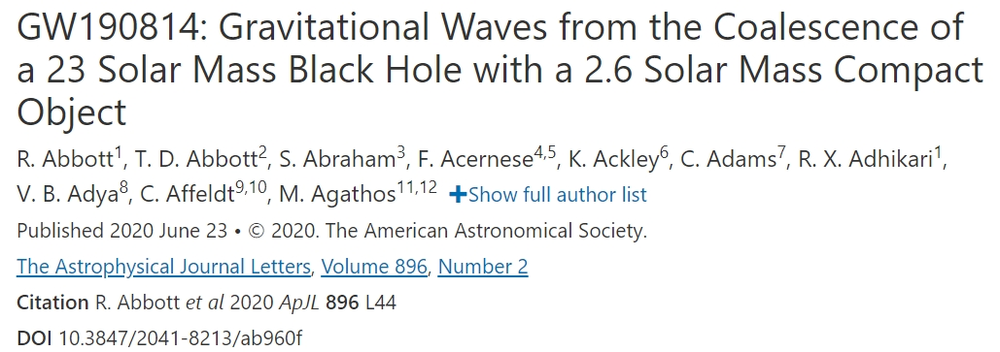 GW190814: Gravitational Waves from the Coalescence of
a 23 Solar Mass Black Hole with a 2.6 Solar Mass Compact
Object
R. Abbott1, T. D. Abbott2, S. Abraham3, F. Acernese4,5, K. Ackley6, C. Adams7, R. X. Adhikari1,
V. B. Adya8, C. Affeldt9,10, M. Agathos11,12 +Show full author list
Published 2020 June 23 • © 2020. The American Astronomical Society.
The Astrophysical Journal Letters, Volume 896, Number 2
Citation R. Abbott et al 2020 ApJL 896 L44
DOI 10.3847/2041-8213/ab960f